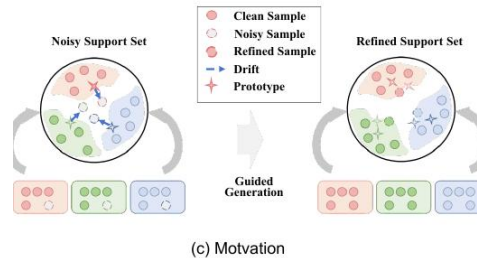 Clean Sample
Noisy Sample
Refined Sample
Drift
Prototype
Noisy Support Set
Refined Support Set
Guided
Generation
(c) Motvation